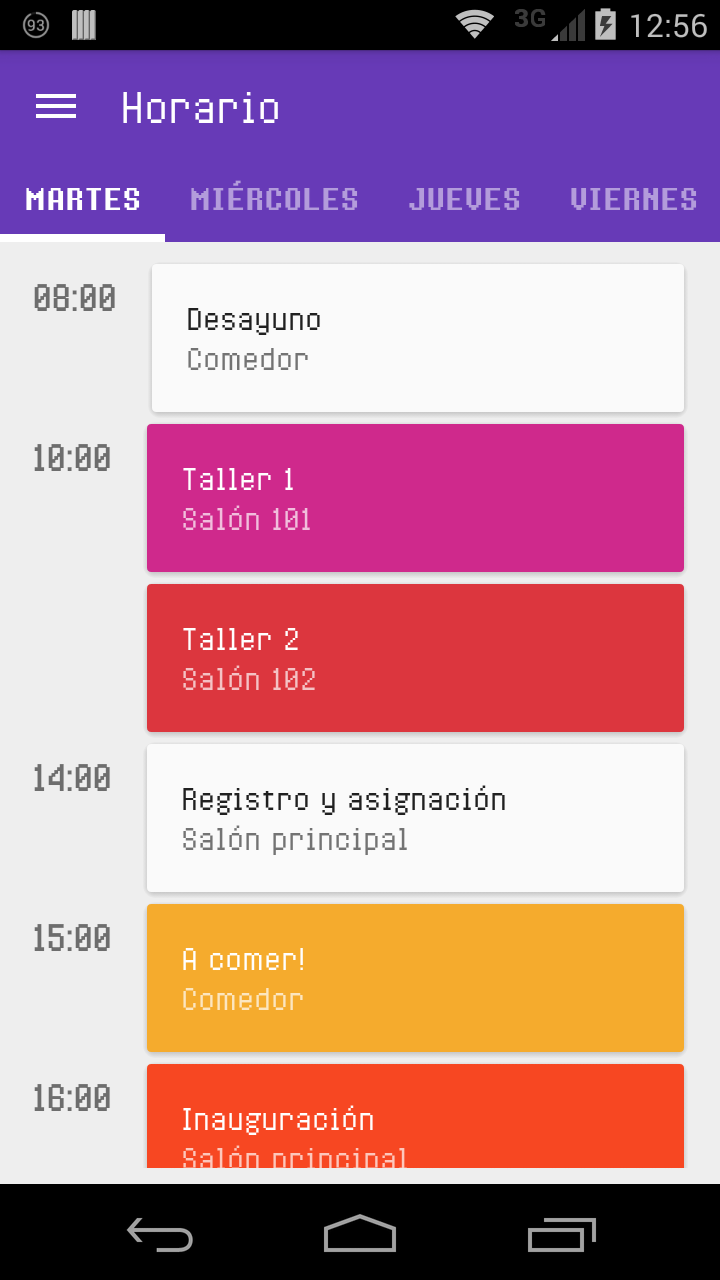 93 3G 12:56
Horario
MARTES MIÉRCOLES JUEVES VIERNES
08:00
Desayuno
Comedor
10:00
Taller 1
Salón 101
Taller 2
Salón 102
14:00
Registro y asignación
Salón principal
15:00
A comer!
Comedor
16:00
Inauguración
Salón principal